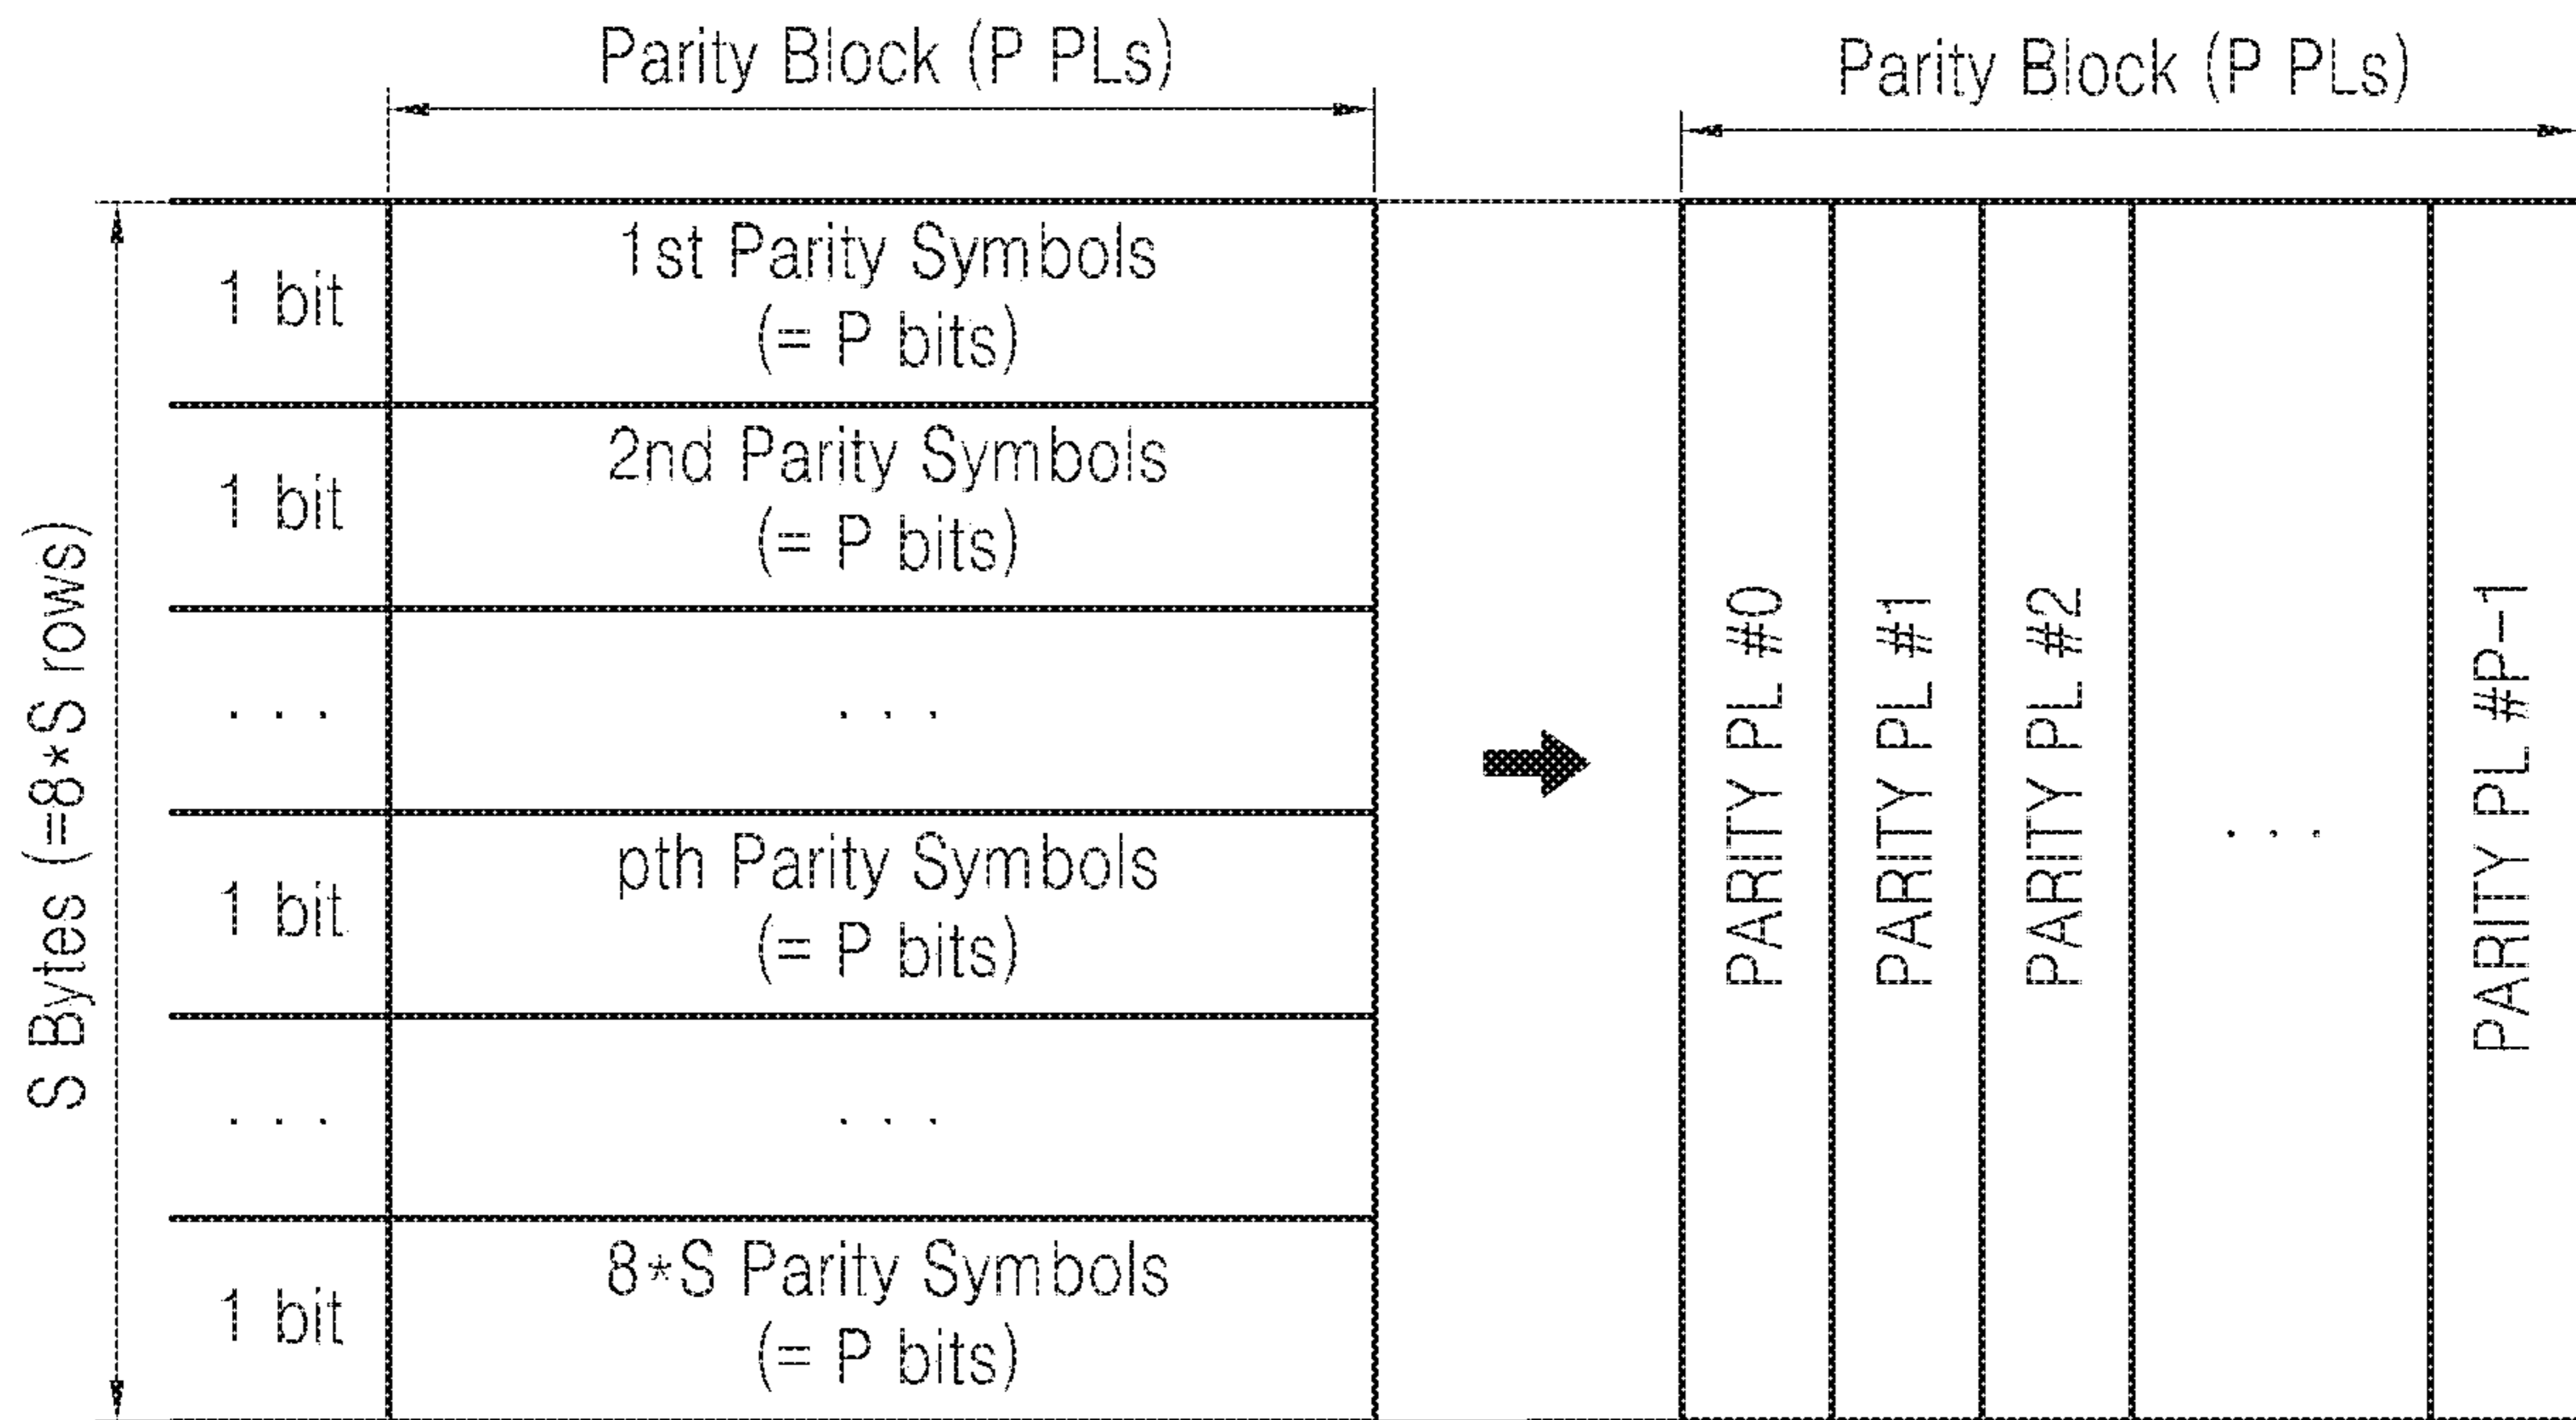 Parity Block (P PLs)
Parity Block (P PLs)
S Bytes (=8*S rows)
1 bit
1st Parity Symbols
(= P bits)
1 bit
2nd Parity Symbols
(= P bits)
. . .
. . .
1 bit
pth Parity Symbols
(= P bits)
. . .
. . .
1 bit
8*S Parity Symbols
(= P bits)
PARITY PL #0
PARITY PL #1
PARITY PL #2
. . .
PARITY PL #P-1